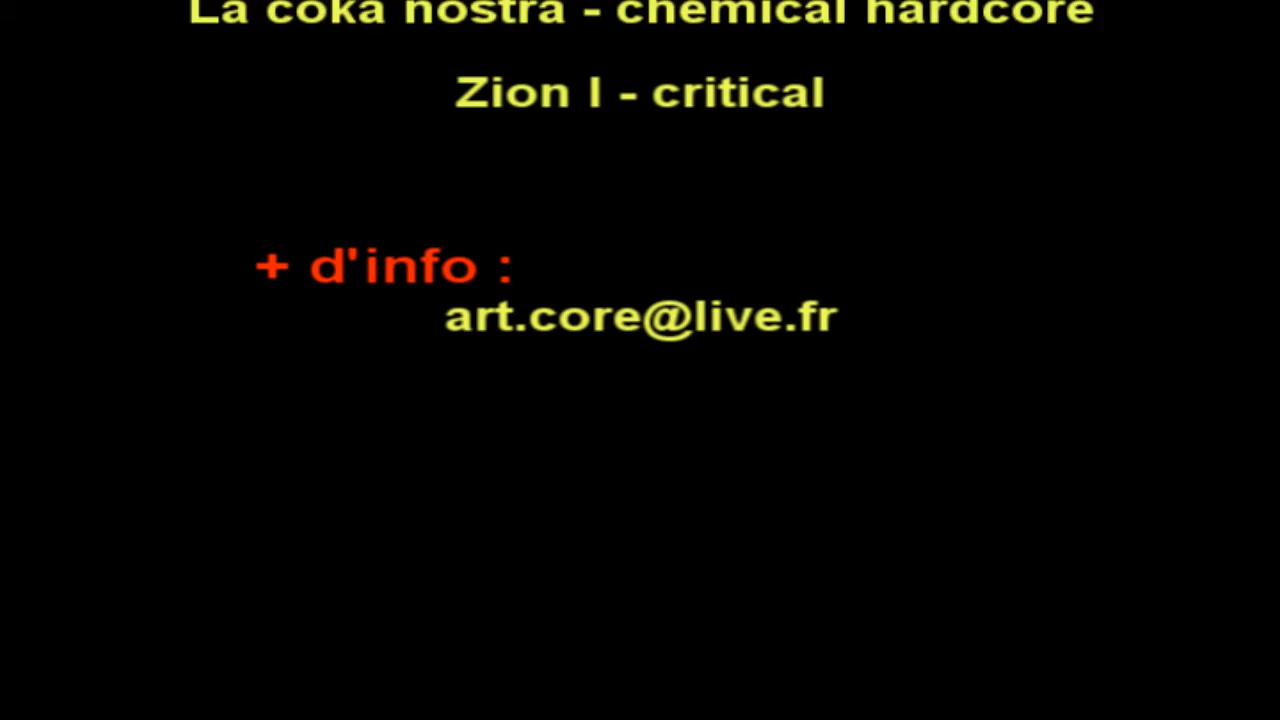 La coka nostra - chemical hardcore
Zion I - critical
+ d'info :
art.core@live.fr